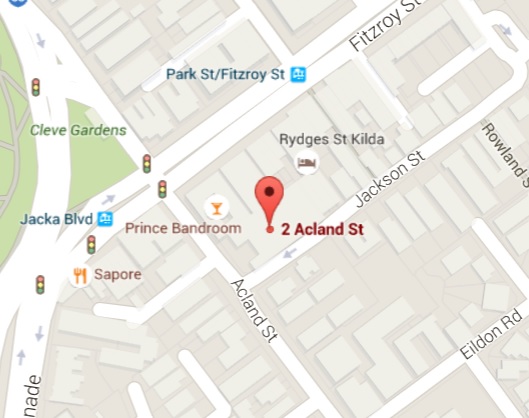 Fitzroy St
Park St/Fitzroy St
Cleve Gardens
Rydges St Kilda
Rowland S
Jackson St
Jacka Blvd
Prince Bandroom
2 Acland St
Sapore
Acland St
Eildon Rd
nade